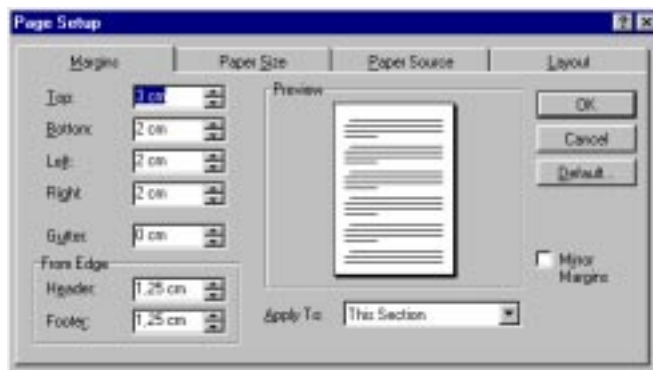 Page Setup
Margins Paper Size Paper Source Layout
Top: 3 cm
Bottom: 2 cm
Left: 2 cm
Right: 2 cm
Gutter: 0 cm
From Edge
Header: 1,25 cm
Footer: 1,25 cm
Preview
Apply To: This Section
OK
Cancel
Default...
Mirror
Margins